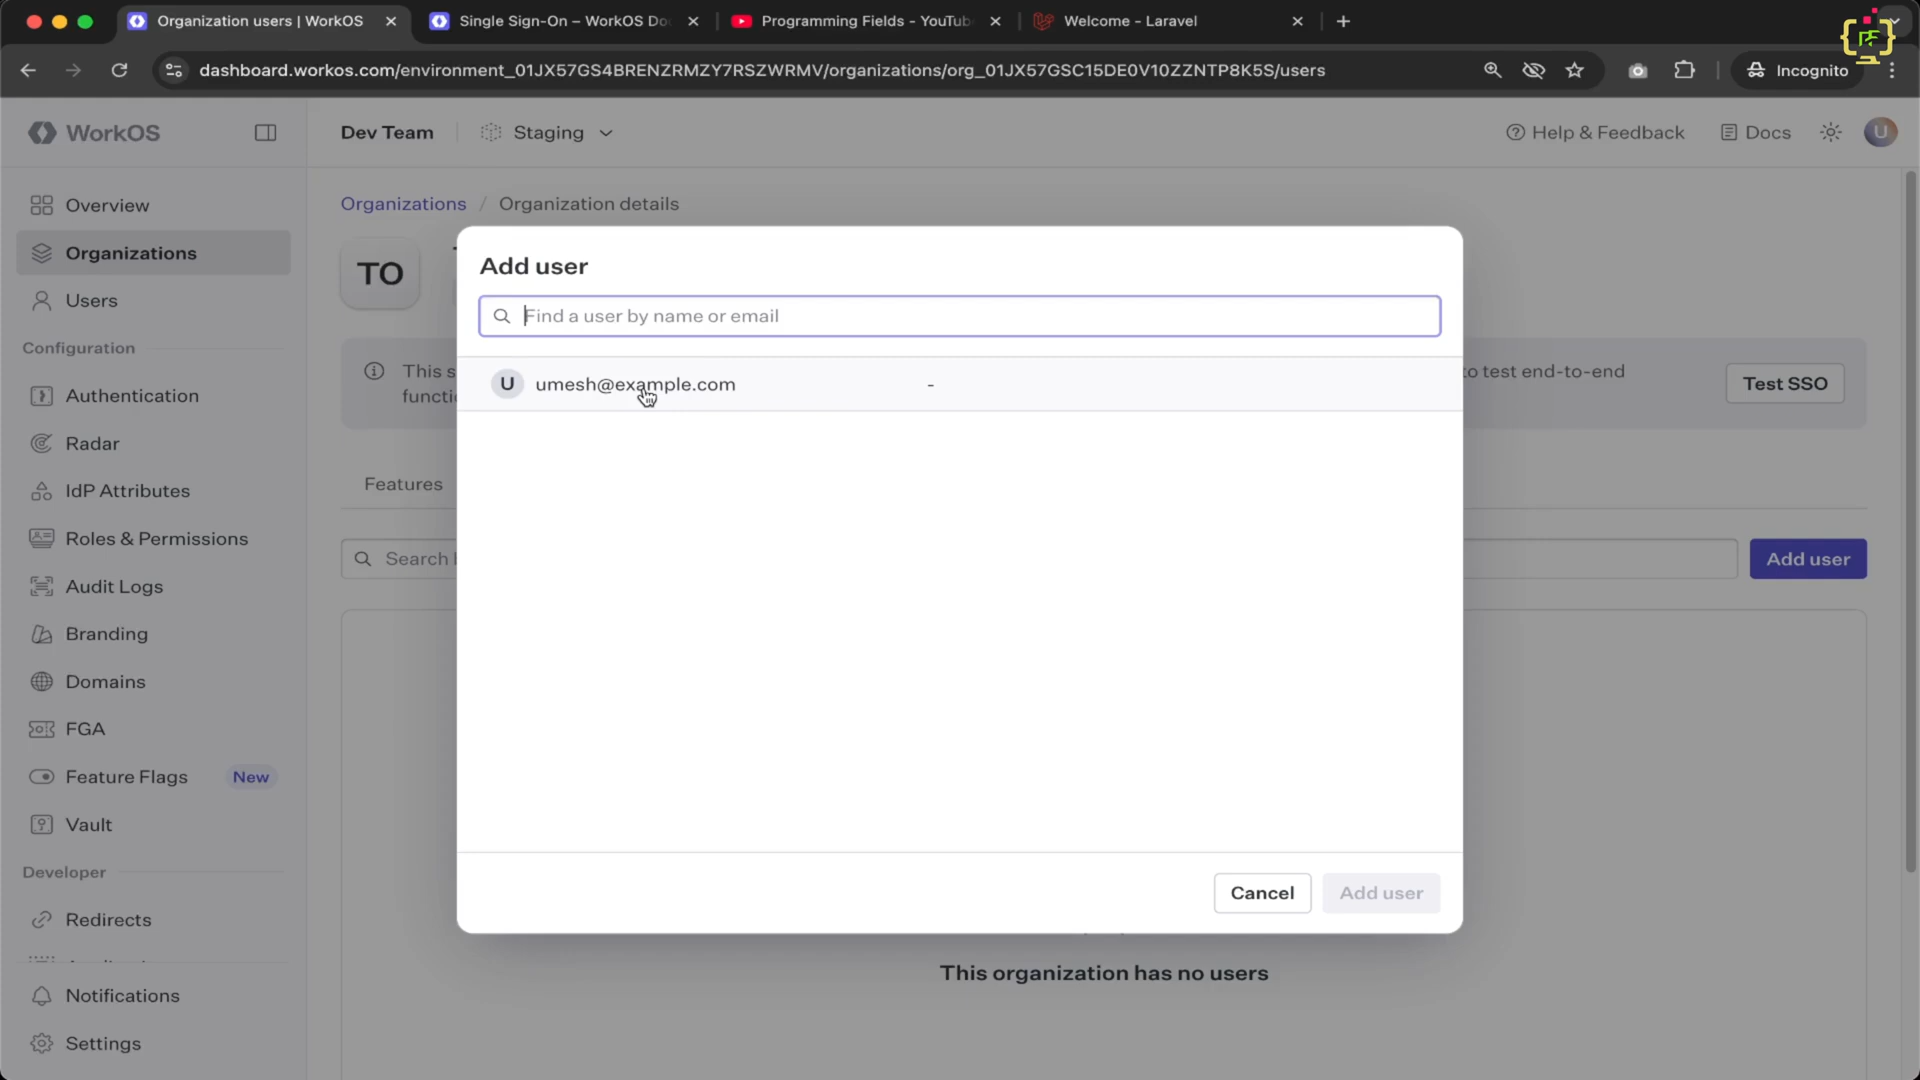 Organization users | WorkOS
Single Sign-On – WorkOS Do
Programming Fields - YouTub
Welcome - Laravel
dashboard.workos.com/environment_01JX57GS4BRENZRMZY7RSZWRMV/organizations/org_01JX57GSC15DE0V10ZZNTP8K5S/users
Incognito
PF
WorkOS
Dev Team
Staging
Help & Feedback
Docs
U
Overview
Organizations
Users
Configuration
Authentication
Radar
IdP Attributes
Roles & Permissions
Audit Logs
Branding
Domains
FGA
Feature Flags New
Vault
Developer
Redirects
Notifications
Settings
Organizations / Organization details
TO
This s
functi
to test end-to-end
Test SSO
Features
Search
Add user
This organization has no users
Add user
Find a user by name or email
U umesh@example.com -
Cancel
Add user